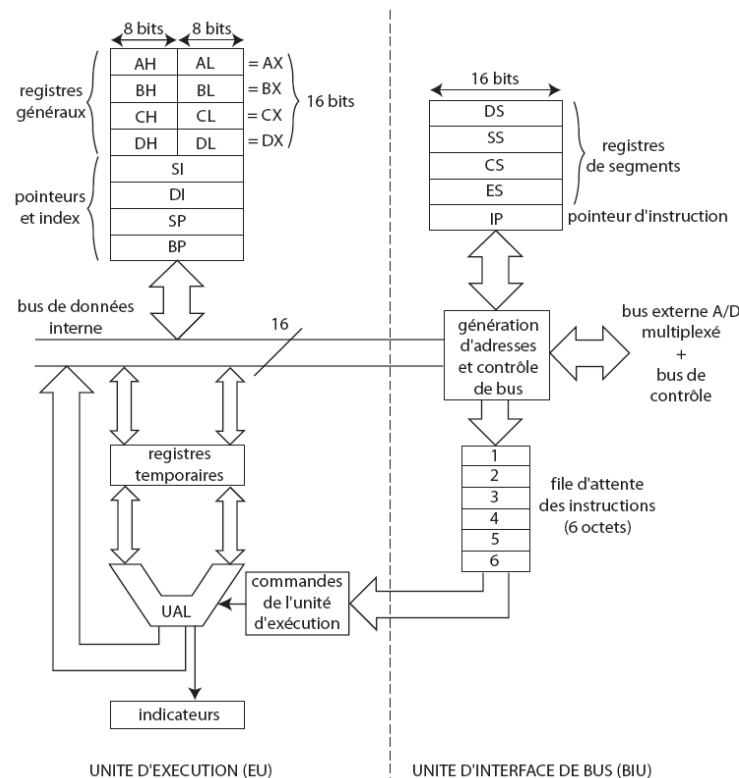 8 bits 8 bits
AH AL = AX
BH BL = BX
CH CL = CX
DH DL = DX
registres
généraux
16 bits
SI
DI
SP
BP
pointeurs
et index
16 bits
DS
SS
CS
ES
IP
registres
de segments
pointeur d'instruction
bus de données
interne
16
génération
d'adresses
et contrôle
de bus
bus externe A/D
multiplexé
+
bus de
contrôle
registres
temporaires
1
2
3
4
5
6
file d'attente
des instructions
(6 octets)
UAL
commandes
de l'unité
d'exécution
indicateurs
UNITE D'EXECUTION (EU)
UNITE D'INTERFACE DE BUS (BIU)